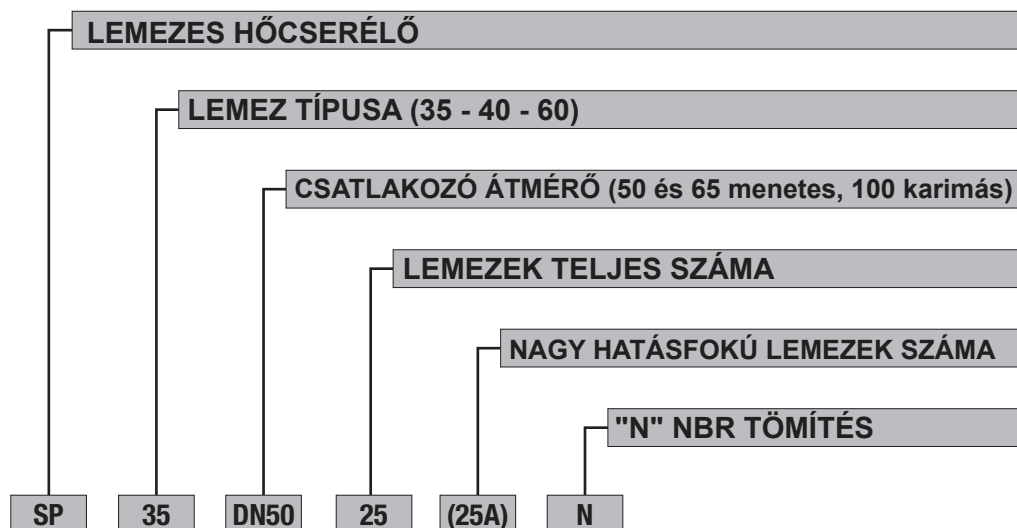 LEMEZES HŐCSERÉLŐ
LEMEZ TÍPUSA (35 - 40 - 60)
CSATLAKOZÓ ÁTMÉRŐ (50 és 65 menetes, 100 karimás)
LEMEZEK TELJES SZÁMA
NAGY HATÁSFOKÚ LEMEZEK SZÁMA
"N" NBR TÖMÍTÉS
SP 35 DN50 25 (25A) N